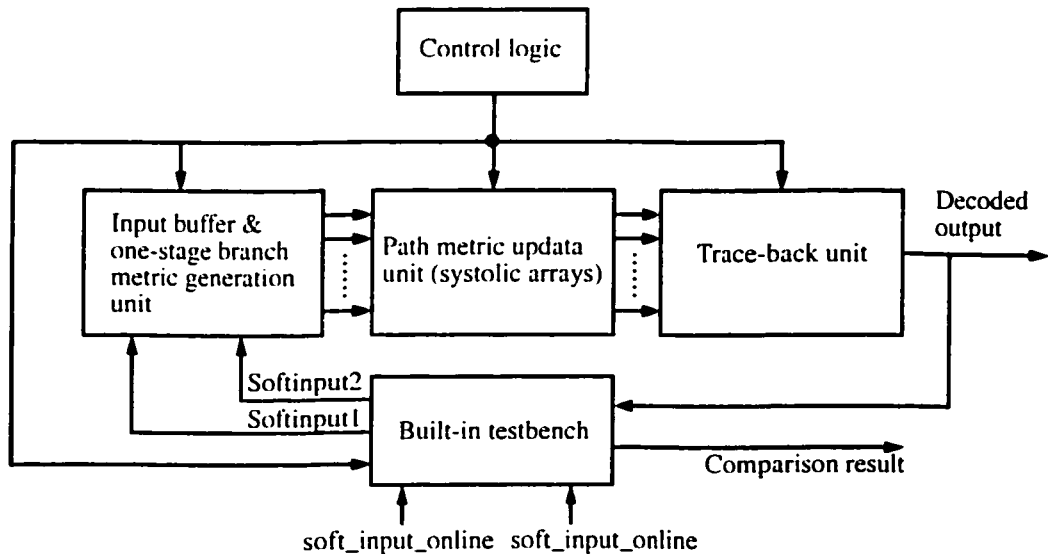 Control logic
Input buffer &
one-stage branch
metric generation
unit
Path metric updata
unit (systolic arrays)
Trace-back unit
Decoded
output
Softinput2
Softinput1
Built-in testbench
Comparison result
soft_input_online soft_input_online